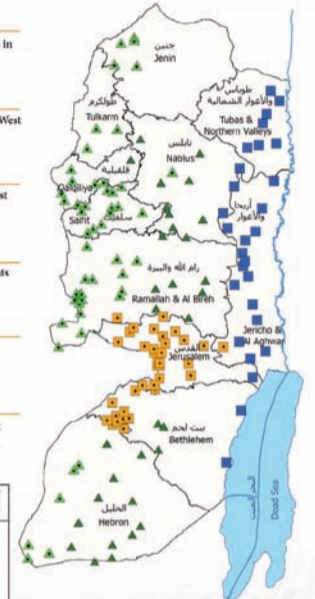 in
West
st
ts
جنين
Jenin
طوباس
والأغوار الشمالية
Tubas &
Northern Valleys
طولكرم
Tulkarm
نابلس
Nablus
قلقيلية
Qalqiliya
سلفيت
Salfit
أريحا
والأغوار
رام الله والبيرة
Ramallah & Al Bireh
Jericho &
Al Aghwar
القدس
Jerusalem
بيت لحم
Bethlehem
الخليل
Hebron
البحر الميت
Dead Sea